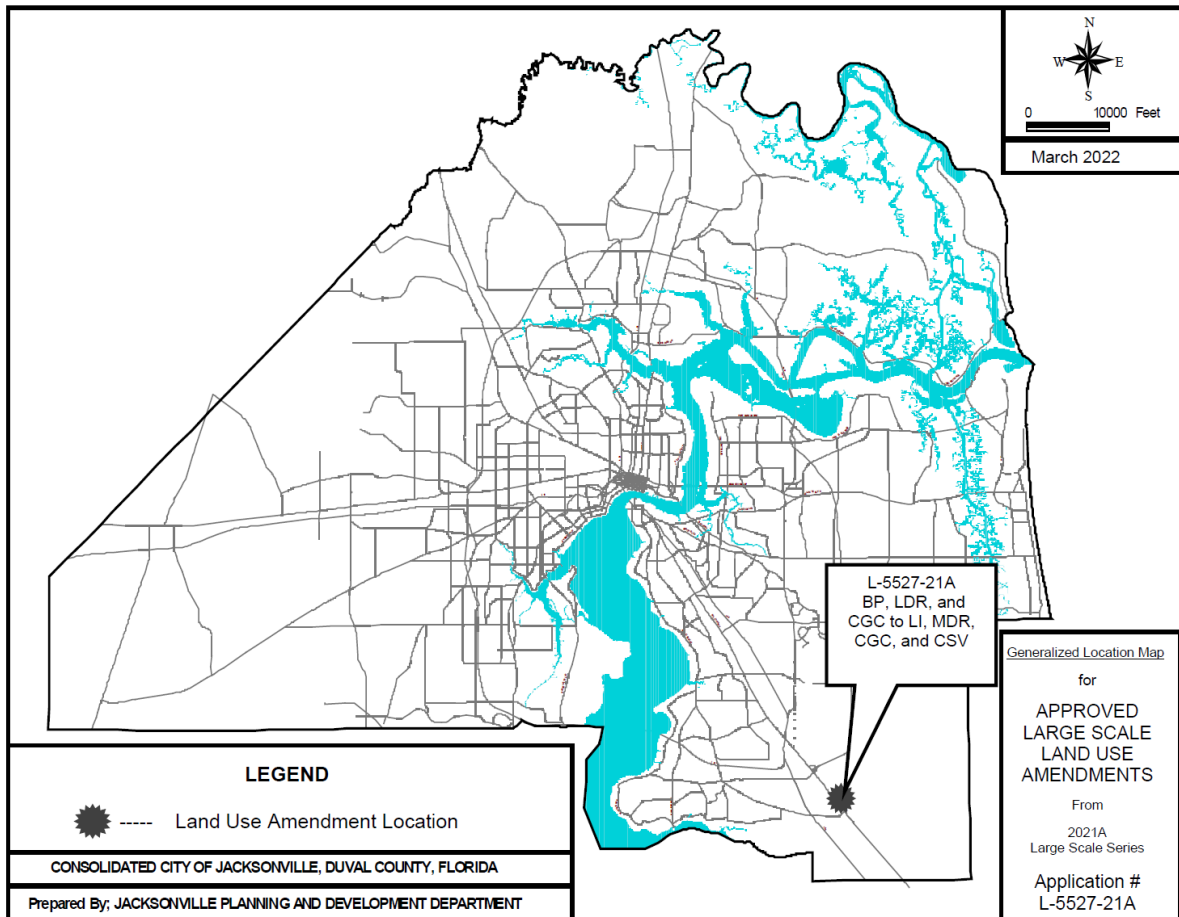 N
W E
S
0 10000 Feet
March 2022
L-5527-21A
BP, LDR, and
CGC to LI, MDR,
CGC, and CSV
Generalized Location Map
for
APPROVED
LARGE SCALE
LAND USE
AMENDMENTS
From
2021A
Large Scale Series
Application #
L-5527-21A
LEGEND
----- Land Use Amendment Location
CONSOLIDATED CITY OF JACKSONVILLE, DUVAL COUNTY, FLORIDA
Prepared By; JACKSONVILLE PLANNING AND DEVELOPMENT DEPARTMENT